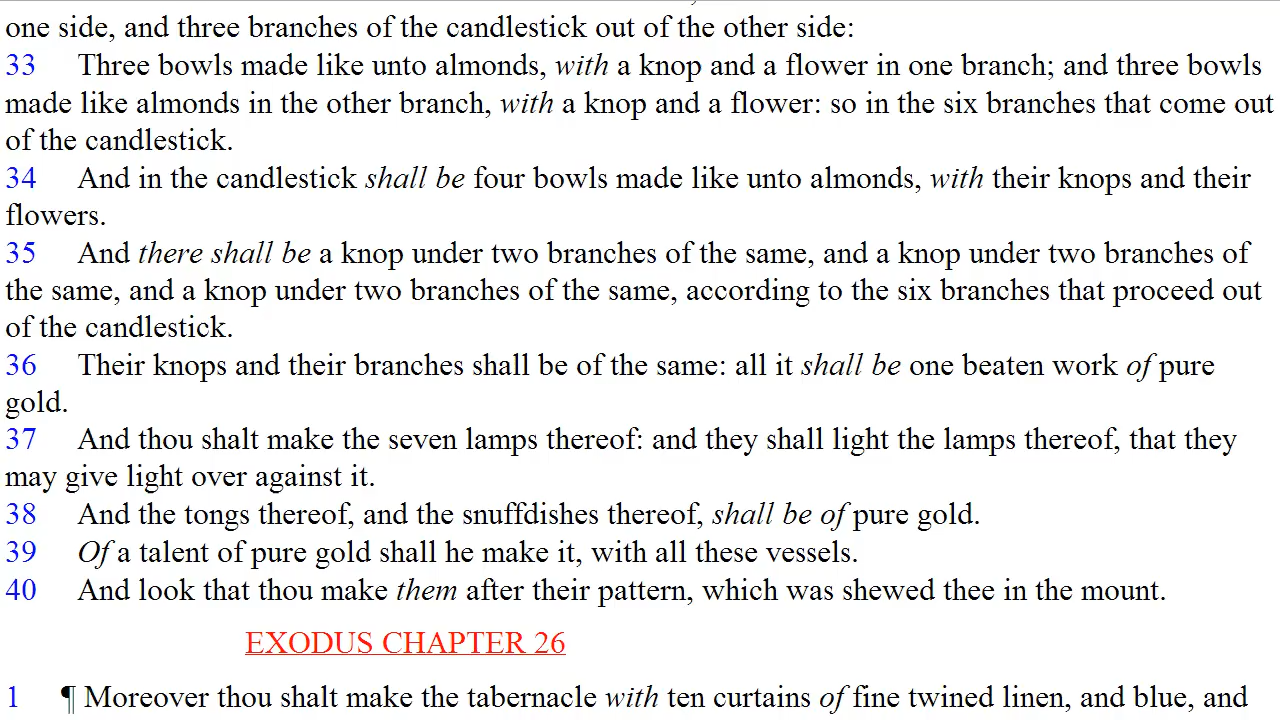 one side, and three branches of the candlestick out of the other side:
33 Three bowls made like unto almonds, with a knop and a flower in one branch; and three bowls
made like almonds in the other branch, with a knop and a flower: so in the six branches that come out
of the candlestick.
34 And in the candlestick shall be four bowls made like unto almonds, with their knops and their
flowers.
35 And there shall be a knop under two branches of the same, and a knop under two branches of
the same, and a knop under two branches of the same, according to the six branches that proceed out
of the candlestick.
36 Their knops and their branches shall be of the same: all it shall be one beaten work of pure
gold.
37 And thou shalt make the seven lamps thereof: and they shall light the lamps thereof, that they
may give light over against it.
38 And the tongs thereof, and the snuffdishes thereof, shall be of pure gold.
39 Of a talent of pure gold shall he make it, with all these vessels.
40 And look that thou make them after their pattern, which was shewed thee in the mount.
EXODUS CHAPTER 26
1 ¶ Moreover thou shalt make the tabernacle with ten curtains of fine twined linen, and blue, and